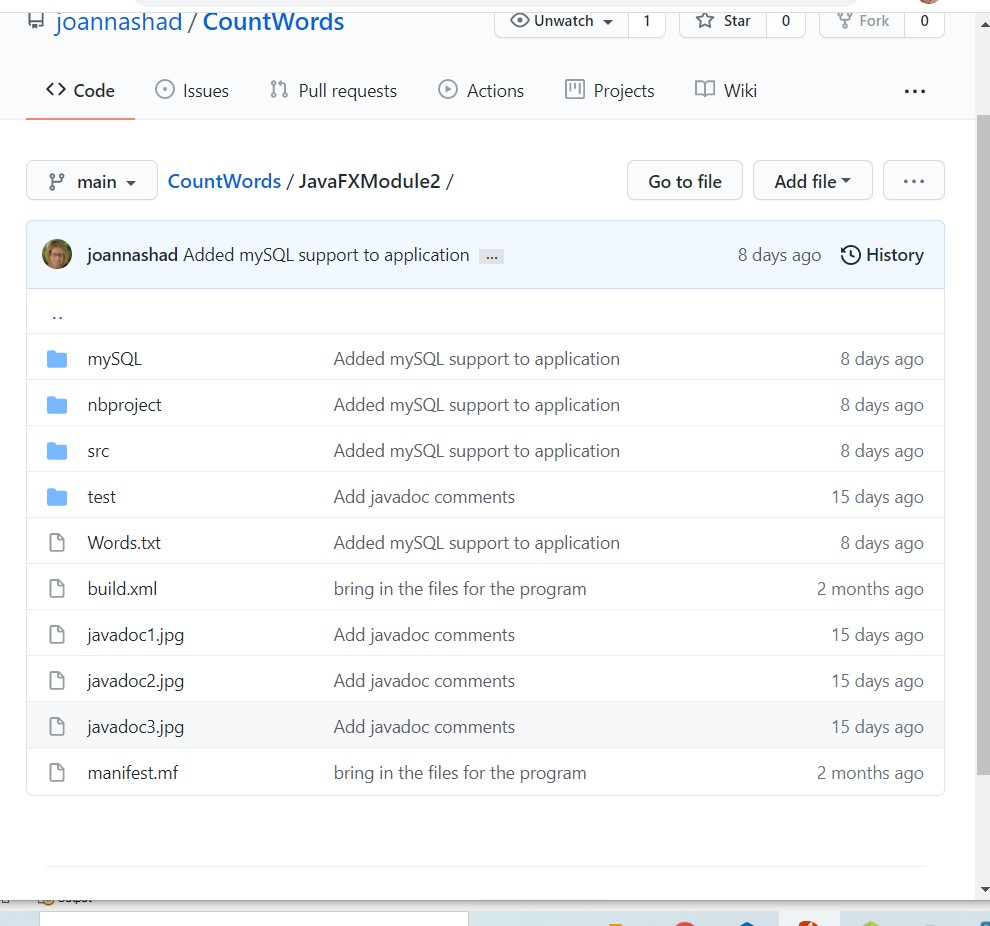 joannashad / CountWords Unwatch 1 Star 0 Fork 0
Code Issues Pull requests Actions Projects Wiki ...
main CountWords / JavaFXModule2 / Go to file Add file ...
joannashad Added mySQL support to application ... 8 days ago History
..
mySQL Added mySQL support to application 8 days ago
nbproject Added mySQL support to application 8 days ago
src Added mySQL support to application 8 days ago
test Add javadoc comments 15 days ago
Words.txt Added mySQL support to application 8 days ago
build.xml bring in the files for the program 2 months ago
javadoc1.jpg Add javadoc comments 15 days ago
javadoc2.jpg Add javadoc comments 15 days ago
javadoc3.jpg Add javadoc comments 15 days ago
manifest.mf bring in the files for the program 2 months ago